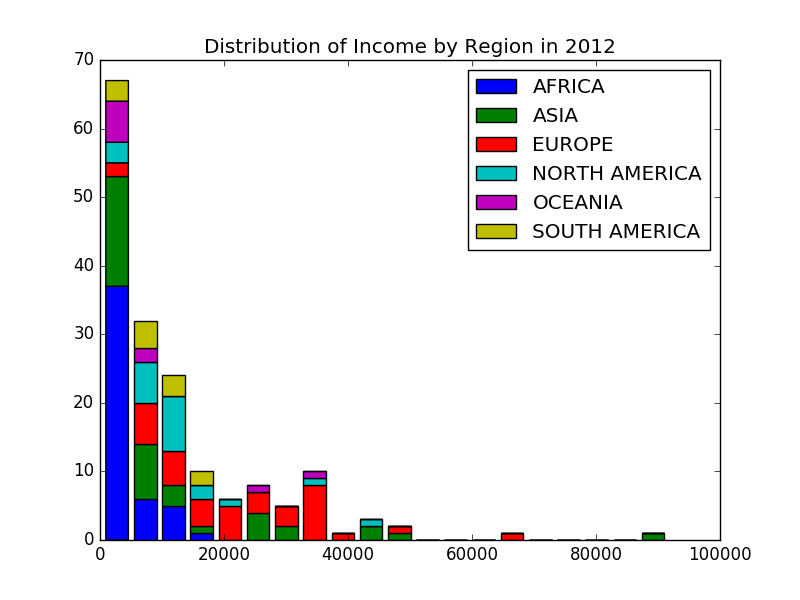 Distribution of Income by Region in 2012
70
60
50
40
30
20
10
0
AFRICA
ASIA
EUROPE
NORTH AMERICA
OCEANIA
SOUTH AMERICA
0 20000 40000 60000 80000 100000